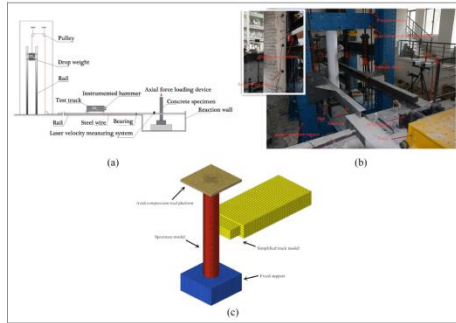 Pulley
Drop weight
Rail
Test truck
Instrumented hammer
Axial force loading device
Concrete specimen
Reaction wall
Rail
Steel wire
Bearing
Laser velocity measuring system
(a)
(b)
Axial compression load platform
Specimen model
Simplified truck model
Fixed support
(c)